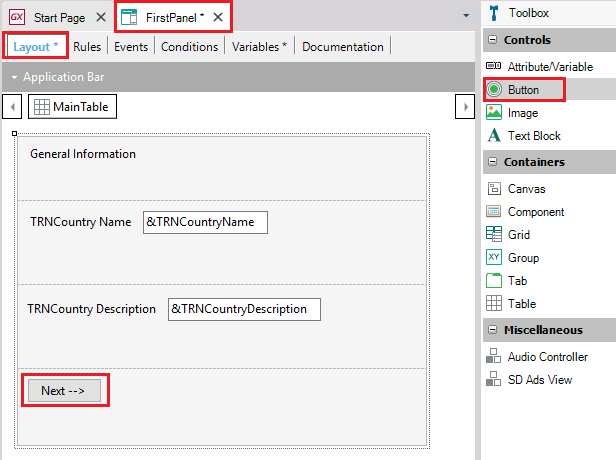 GX Start Page
FirstPanel *
Toolbox
Layout * Rules Events Conditions Variables * Documentation
Application Bar
MainTable
General Information
TRNCountry Name &TRNCountryName
TRNCountry Description &TRNCountryDescription
Next -->
Controls
Attribute/Variable
Button
Image
A Text Block
Containers
Canvas
Component
Grid
XY Group
Tab
Table
Miscellaneous
Audio Controller
SD Ads View